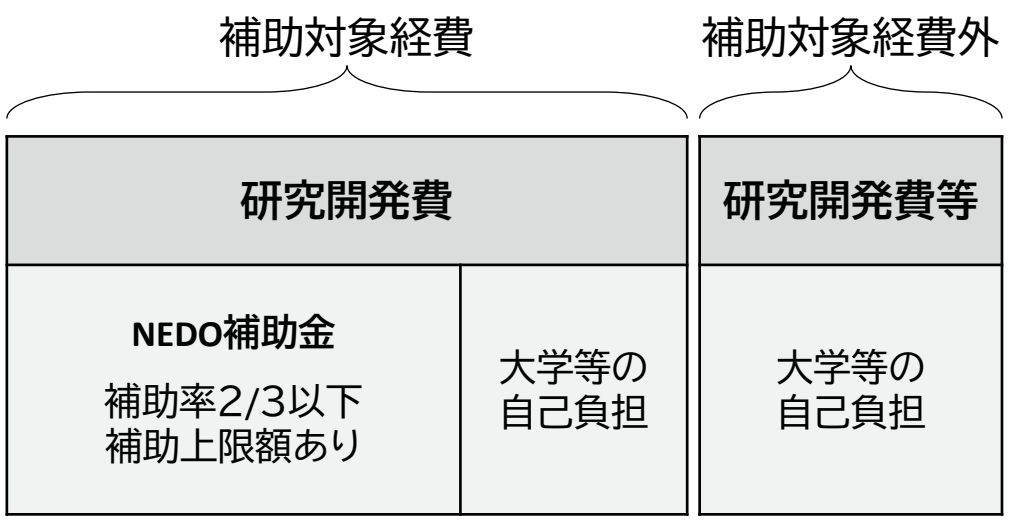 補助対象経費
補助対象経費外
研究開発費
研究開発費等
NEDO補助金
補助率2/3以下
補助上限額あり
大学等の
自己負担
大学等の
自己負担